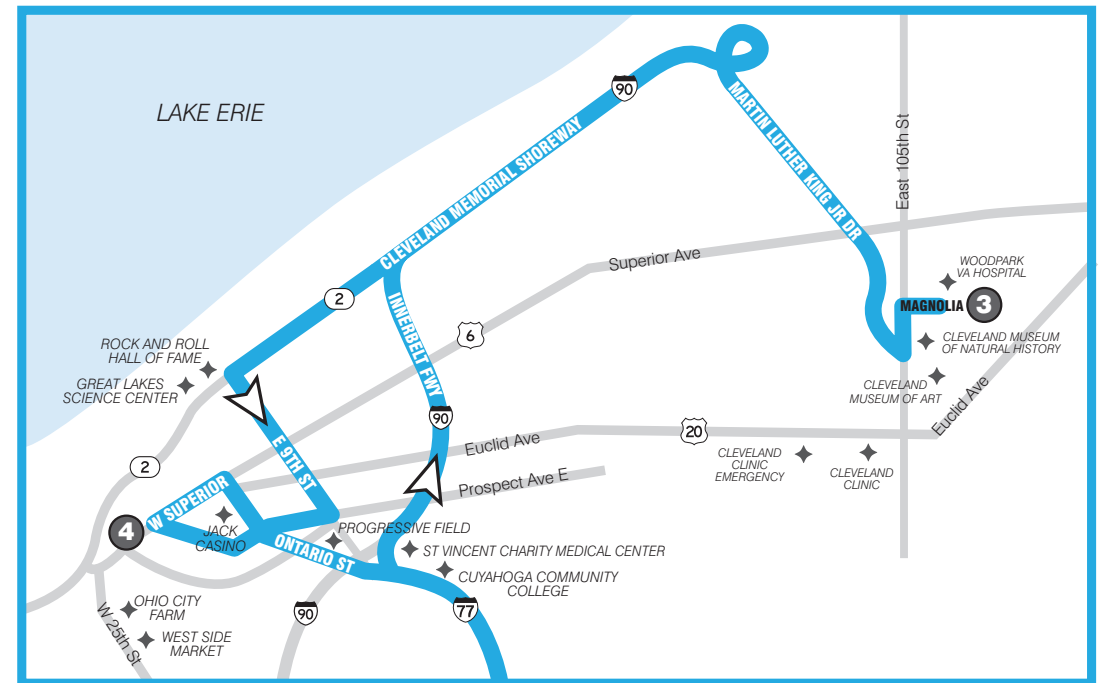 LAKE ERIE
90
MARTIN LUTHER KING JR DR
East 105th St
CLEVELAND MEMORIAL SHOREWAY
Superior Ave
WOODPARK
VA HOSPITAL
MAGNOLIA
3
2
INNERBELT FWY
6
CLEVELAND MUSEUM
OF NATURAL HISTORY
ROCK AND ROLL
HALL OF FAME
GREAT LAKES
SCIENCE CENTER
CLEVELAND
MUSEUM OF ART
Euclid Ave
90
20
E 9TH ST
Euclid Ave
CLEVELAND
CLINIC
EMERGENCY
CLEVELAND
CLINIC
2
Prospect Ave E
W SUPERIOR
4
JACK
CASINO
PROGRESSIVE FIELD
ONTARIO ST
ST VINCENT CHARITY MEDICAL CENTER
CUYAHOGA COMMUNITY
COLLEGE
OHIO CITY
FARM
90
77
W 25th St
WEST SIDE
MARKET